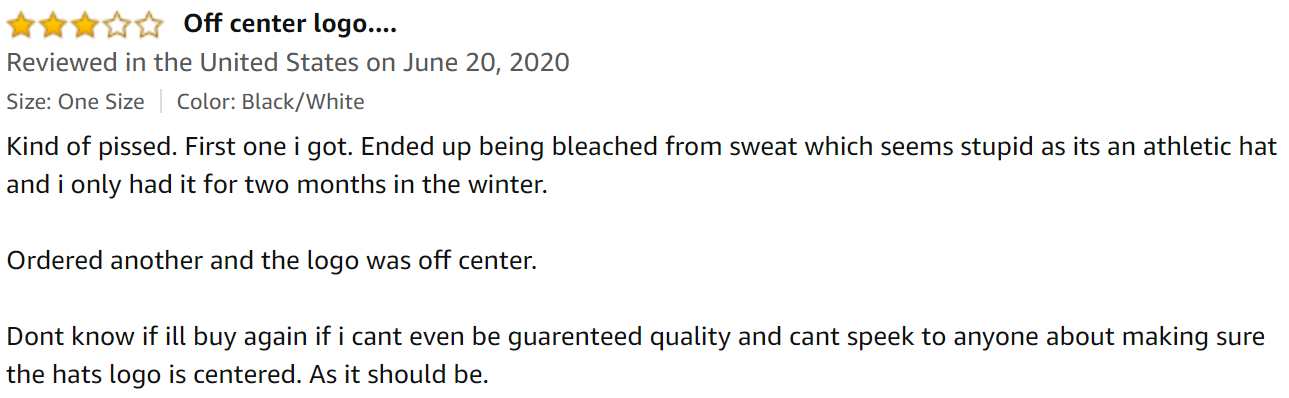 Off center logo....
Reviewed in the United States on June 20, 2020
Size: One Size | Color: Black/White
Kind of pissed. First one i got. Ended up being bleached from sweat which seems stupid as its an athletic hat
and i only had it for two months in the winter.
Ordered another and the logo was off center.
Dont know if ill buy again if i cant even be guarenteed quality and cant speek to anyone about making sure
the hats logo is centered. As it should be.